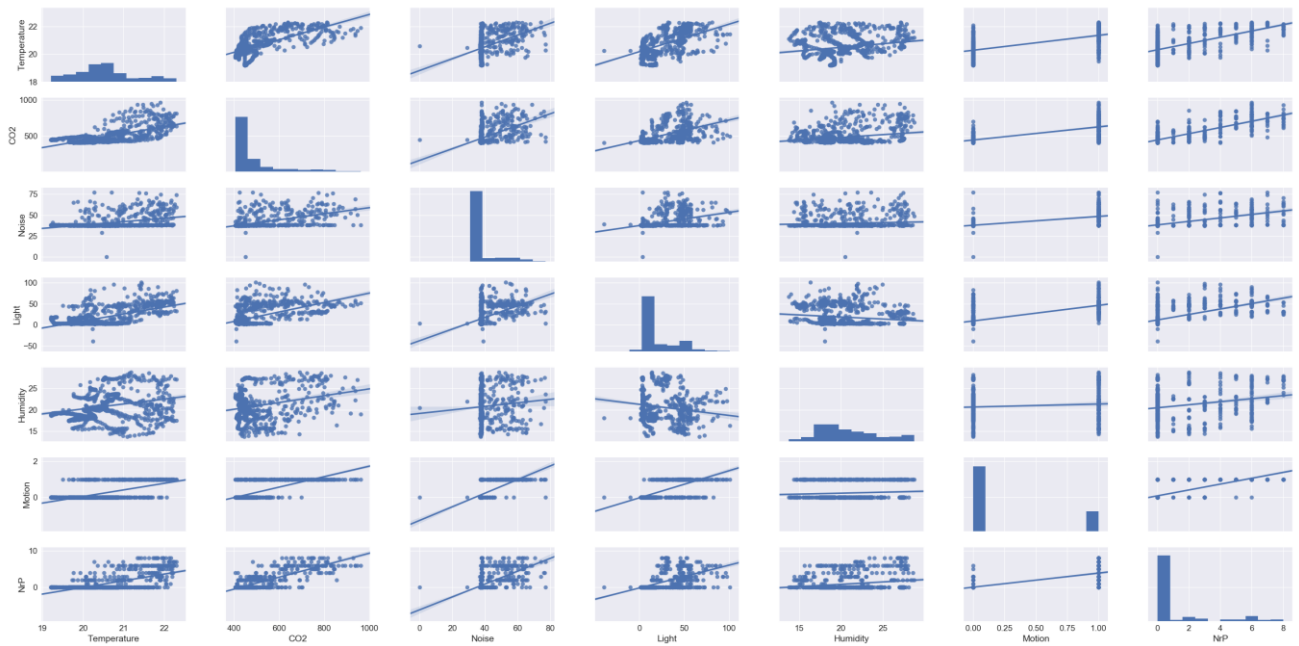 Temperature
22
20
18
CO2
1000
500
Noise
75
50
25
0
Light
100
50
0
−50
Humidity
25
20
15
Motion
2
0
NrP
10
0
19 20 21 22
Temperature
400 600 800 1000
CO2
0 20 40 60 80
Noise
0 50 100
Light
15 20 25
Humidity
0.00 0.25 0.50 0.75 1.00
Motion
0 2 4 6 8
NrP